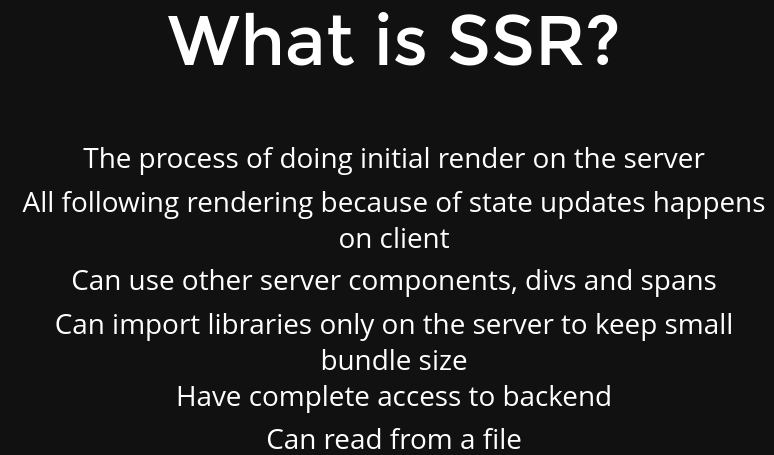 What is SSR?
The process of doing initial render on the server
All following rendering because of state updates happens
on client
Can use other server components, divs and spans
Can import libraries only on the server to keep small
bundle size
Have complete access to backend
Can read from a file